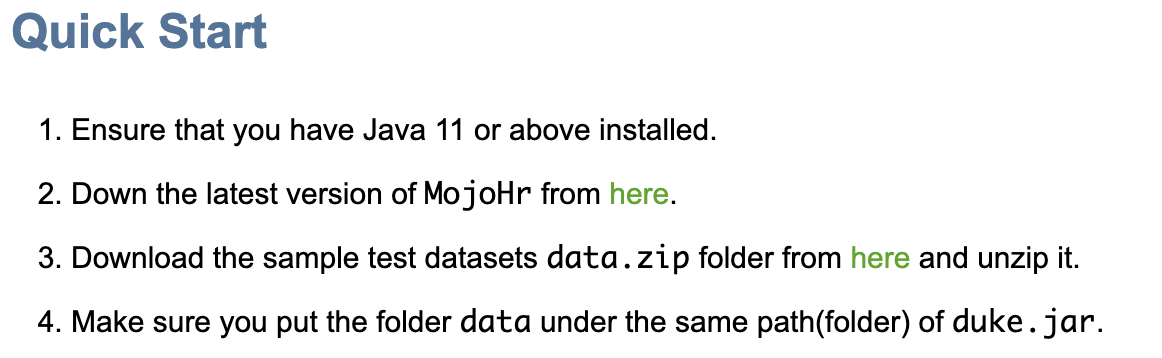 Quick Start
1. Ensure that you have Java 11 or above installed.
2. Down the latest version of MojoHr from here.
3. Download the sample test datasets data.zip folder from here and unzip it.
4. Make sure you put the folder data under the same path(folder) of duke.jar.